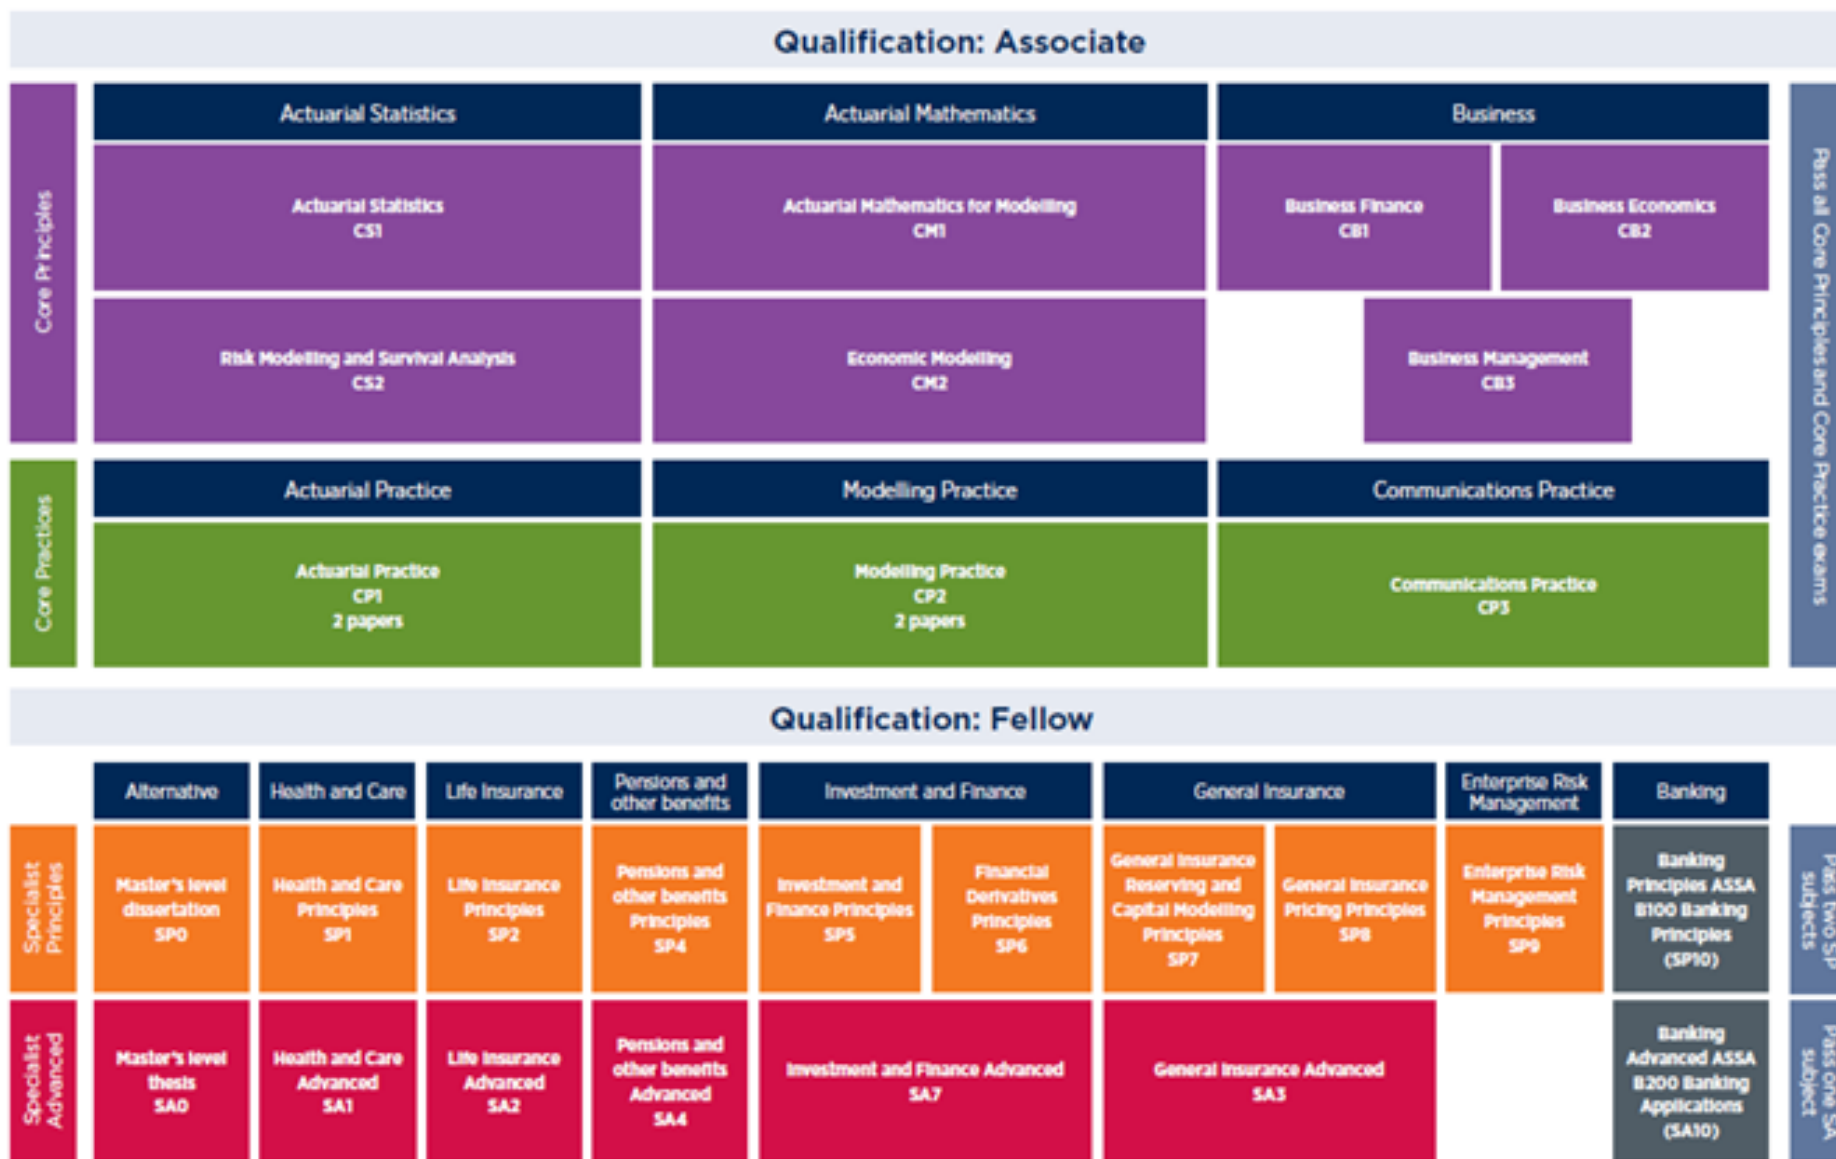 Qualification: Associate
Core Principles
Actuarial Statistics
Actuarial Mathematics
Business
Actuarial Statistics
CS1
Actuarial Mathematics for Modelling
CM1
Business Finance
CB1
Business Economics
CB2
Risk Modelling and Survival Analysis
CS2
Economic Modelling
CM2
Business Management
CB3
Pass all Core Principles and Core Practice exams
Core Practices
Actuarial Practice
Modelling Practice
Communications Practice
Actuarial Practice
CP1
2 papers
Modelling Practice
CP2
2 papers
Communications Practice
CP3
Qualification: Fellow
Alternative
Health and Care
Life Insurance
Pensions and
other benefits
Investment and Finance
General Insurance
Enterprise Risk
Management
Banking
Specialist
Principles
Master's level
dissertation
SP0
Health and Care
Principles
SP1
Life Insurance
Principles
SP2
Pensions and
other benefits
Principles
SP4
Investment and
Finance Principles
SP5
Financial
Derivatives
Principles
SP6
General Insurance
Reserving and
Capital Modelling
Principles
SP7
General Insurance
Pricing Principles
SP8
Enterprise Risk
Management
Principles
SP9
Banking
Principles ASSA
B100 Banking
Principles
(SP10)
Pass two SP
subjects
Specialist
Advanced
Master's level
thesis
SA0
Health and Care
Advanced
SA1
Life Insurance
Advanced
SA2
Pensions and
other benefits
Advanced
SA4
Investment and Finance Advanced
SA7
General Insurance Advanced
SA3
Banking
Advanced ASSA
B200 Banking
Applications
(SA10)
Pass one SA
subject